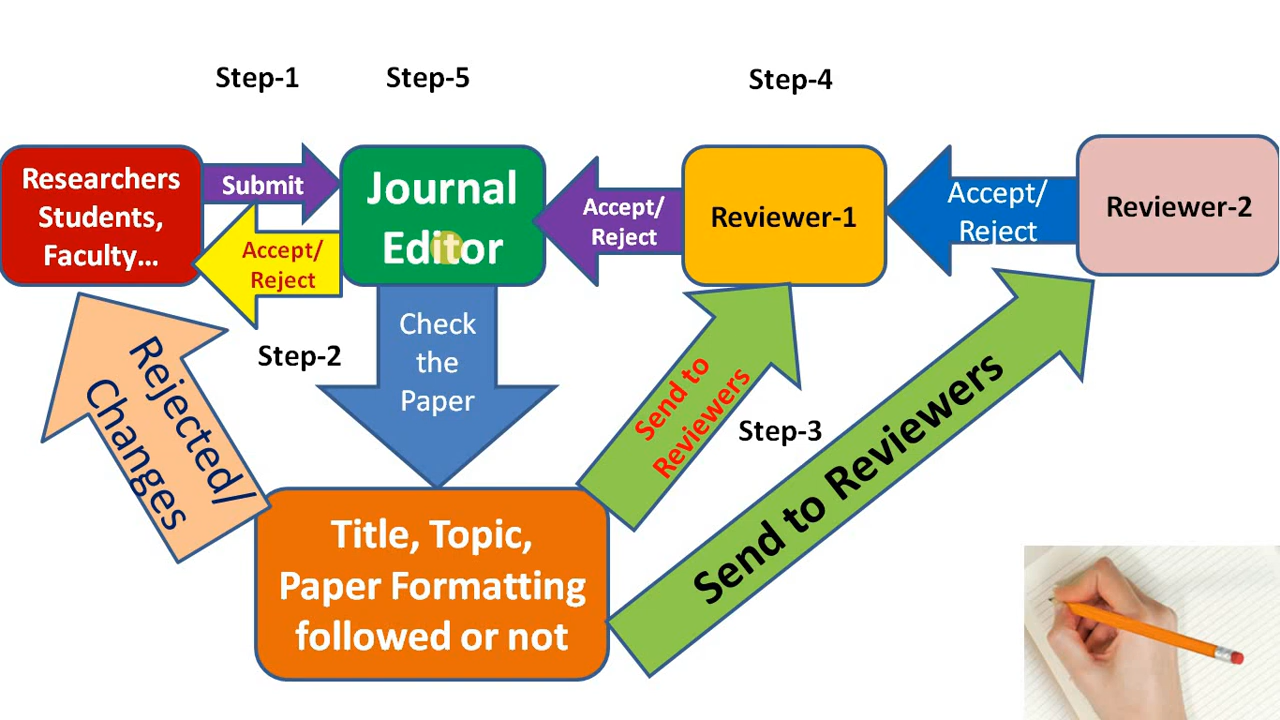 Step-1
Step-5
Step-4
Researchers
Students,
Faculty...
Submit
Accept/
Reject
Journal
Editor
Accept/
Reject
Reviewer-1
Accept/
Reject
Reviewer-2
Step-2
Check
the
Paper
Rejected/
Changes
Send to
Reviewers
Step-3
Send to Reviewers
Title, Topic,
Paper Formatting
followed or not